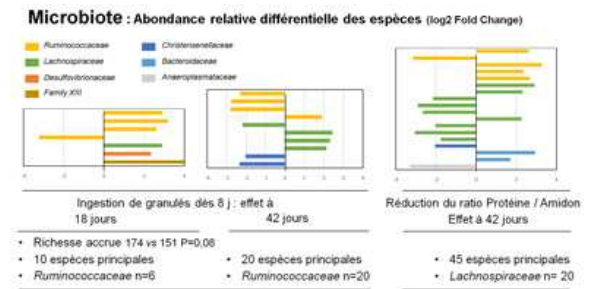 Microbiote : Abondance relative différentielle des espèces (log2 Fold Change)
Ruminococcaceae
Lachnospiraceae
Desulfovibrionaceae
Family XIII
Christensenellaceae
Bacteroidaceae
Anaeroplasmataceae
Ingestion de granulés dès 8 j : effet à
18 jours
42 jours
Réduction du ratio Protéine / Amidon
Effet à 42 jours
• Richesse accrue 174 vs 151 P=0,08
• 10 espèces principales
• Ruminococcaceae n=6
• 20 espèces principales
• Ruminococcaceae n=20
• 45 espèces principales
• Lachnospiraceae n= 20